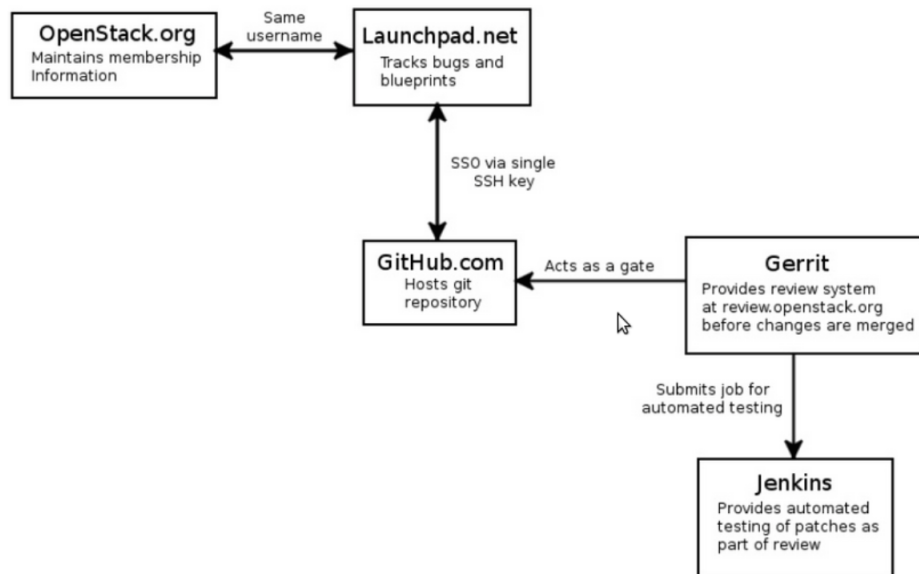 OpenStack.org
Maintains membership
Information
Same
username
Launchpad.net
Tracks bugs and
blueprints
SSO via single
SSH key
GitHub.com
Hosts git
repository
Acts as a gate
Gerrit
Provides review system
at review.openstack.org
before changes are merged
Submits job for
automated testing
Jenkins
Provides automated
testing of patches as
part of review